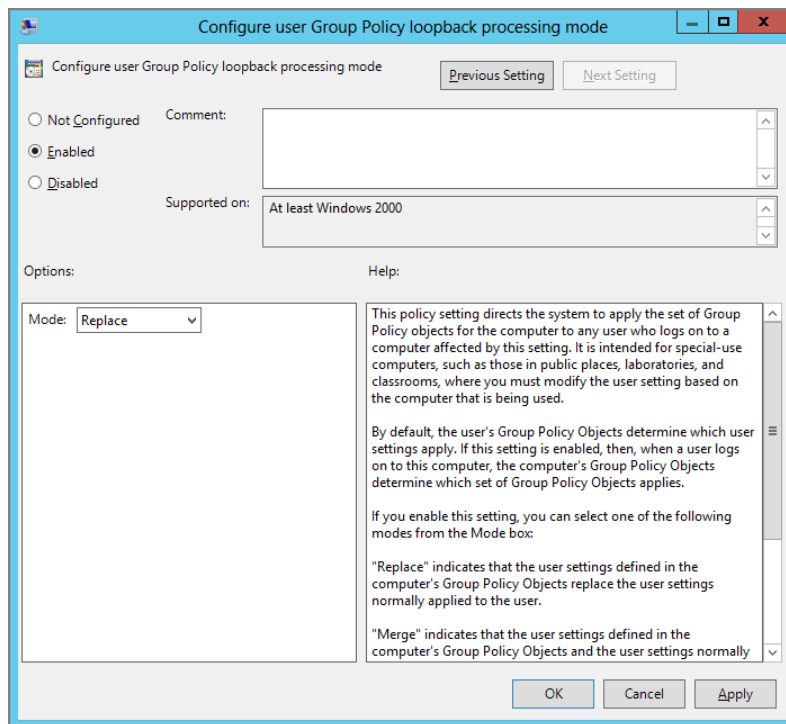 Configure user Group Policy loopback processing mode
Configure user Group Policy loopback processing mode
Previous Setting
Next Setting
Not Configured
Comment:
Enabled
Disabled
Supported on:
At least Windows 2000
Options:
Help:
Mode:
Replace
This policy setting directs the system to apply the set of Group
Policy objects for the computer to any user who logs on to a
computer affected by this setting. It is intended for special-use
computers, such as those in public places, laboratories, and
classrooms, where you must modify the user setting based on
the computer that is being used.
By default, the user's Group Policy Objects determine which user
settings apply. If this setting is enabled, then, when a user logs
on to this computer, the computer's Group Policy Objects
determine which set of Group Policy Objects applies.
If you enable this setting, you can select one of the following
modes from the Mode box:
"Replace" indicates that the user settings defined in the
computer's Group Policy Objects replace the user settings
normally applied to the user.
"Merge" indicates that the user settings defined in the
computer's Group Policy Objects and the user settings normally
OK
Cancel
Apply